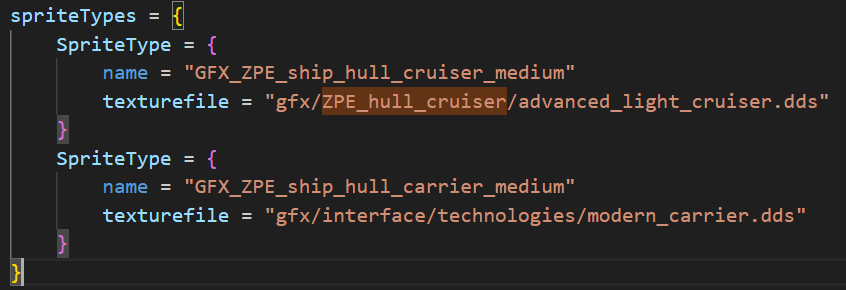 spriteTypes = {
    SpriteType = {
        name = "GFX_ZPE_ship_hull_cruiser_medium"
        texturefile = "gfx/ZPE_hull_cruiser/advanced_light_cruiser.dds"
    }
    SpriteType = {
        name = "GFX_ZPE_ship_hull_carrier_medium"
        texturefile = "gfx/interface/technologies/modern_carrier.dds"
    }
}